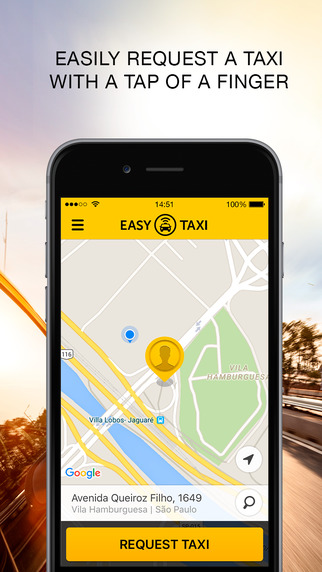 EASILY REQUEST A TAXI
WITH A TAP OF A FINGER
14:51
100%
EASY TAXI
116
VILA
HAMBURGUESA
Villa Lobos- Jaguaré
Google
Avenida Queiroz Filho, 1649
Vila Hamburguesa | São Paulo
REQUEST TAXI